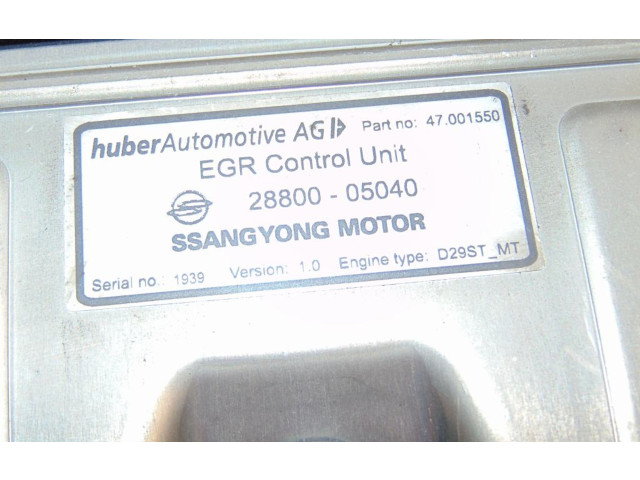 huberAutomotive AG Part no: 47.001550
EGR Control Unit
28800 - 05040
SSANGYONG MOTOR
Serial no.: 1939 Version: 1.0 Engine type: D29ST_MT